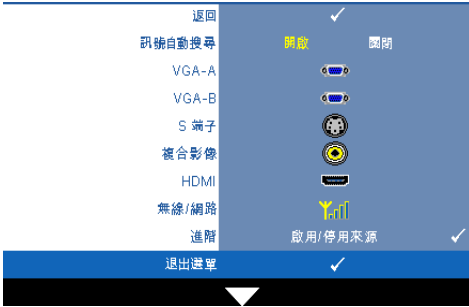 返回
訊號自動搜尋 開啟 關閉
VGA-A
VGA-B
S 端子
複合影像
HDMI
無線/網路
進階 啟用/停用來源
退出選單